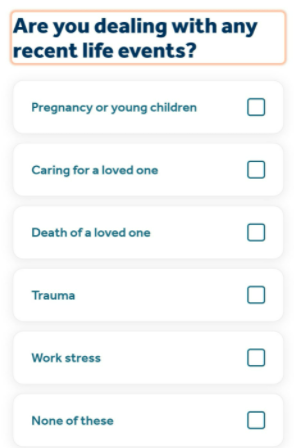 Are you dealing with any
recent life events?
Pregnancy or young children
Caring for a loved one
Death of a loved one
Trauma
Work stress
None of these